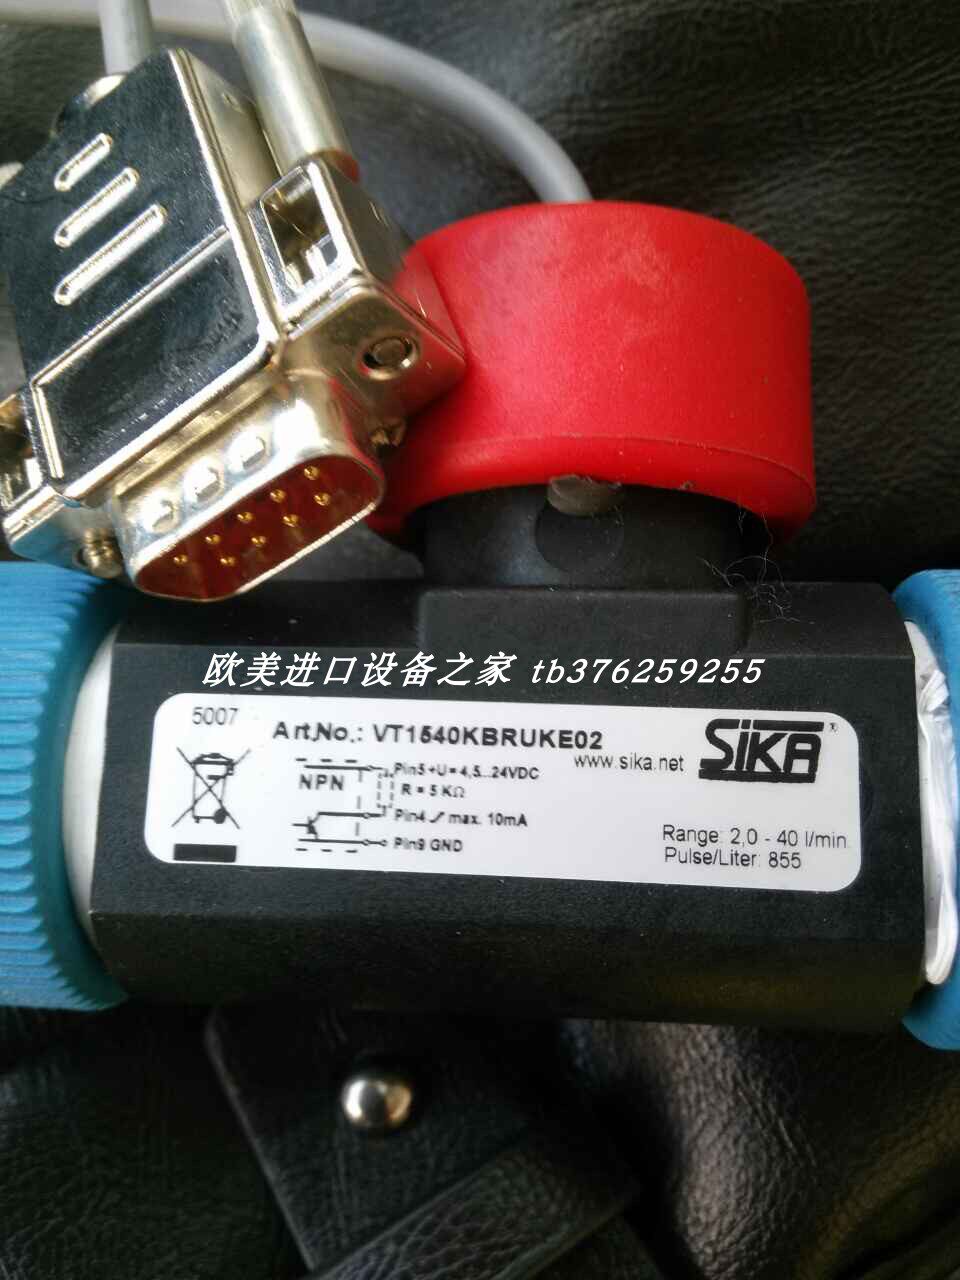 欧美进口设备之家 tb376259255
5007
Art.No.: VT1540KBRUKE02
www.sika.net
SiKA®
NPN
Pin5 +U = 4,5...24VDC
R = 5 KΩ
Pin4 max. 10mA
Pin9 GND
Range: 2,0 - 40 l/min.
Pulse/Liter: 855